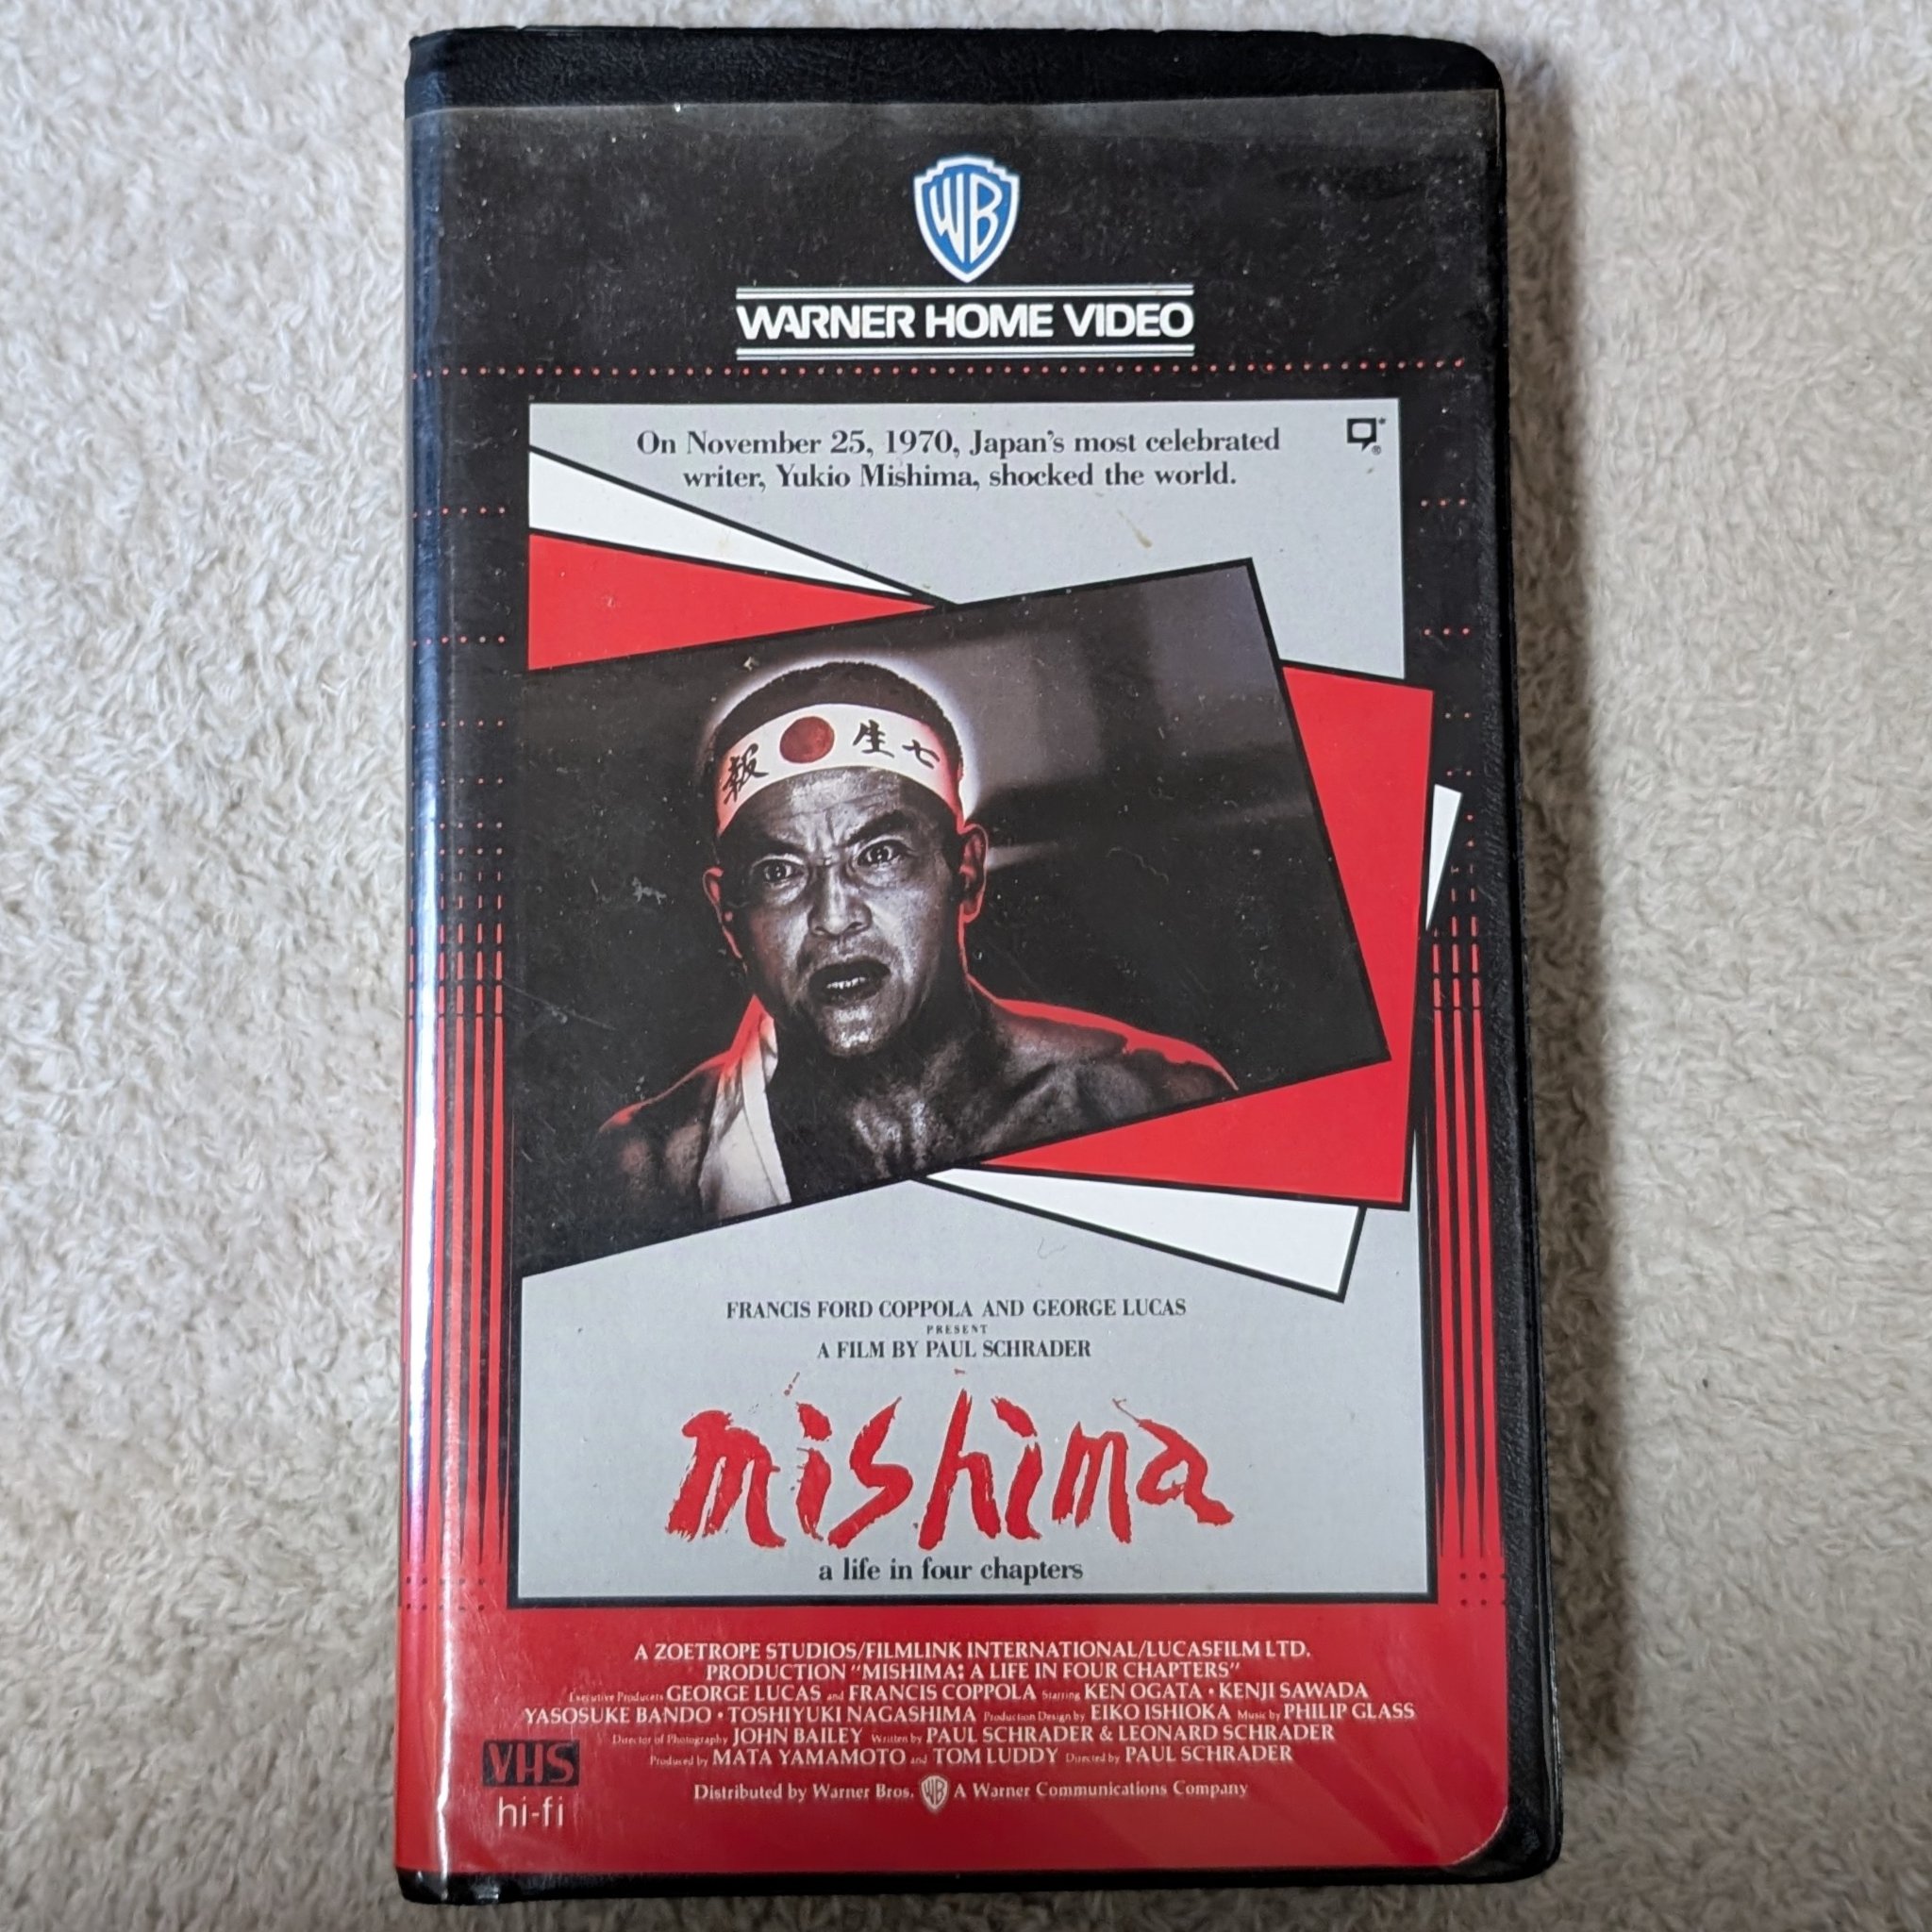 WB
WARNER HOME VIDEO
On November 25, 1970, Japan's most celebrated
writer, Yukio Mishima, shocked the world.
報 生 七
FRANCIS FORD COPPOLA AND GEORGE LUCAS
PRESENT
A FILM BY PAUL SCHRADER
mishima
a life in four chapters
A ZOETROPE STUDIOS/FILMLINK INTERNATIONAL/LUCASFILM LTD.
PRODUCTION "MISHIMA: A LIFE IN FOUR CHAPTERS"
Executive Producers GEORGE LUCAS and FRANCIS COPPOLA Starring KEN OGATA • KENJI SAWADA
YASOSUKE BANDO • TOSHIYUKI NAGASHIMA Production Design by EIKO ISHIOKA Music by PHILIP GLASS
Director of Photography JOHN BAILEY Written by PAUL SCHRADER & LEONARD SCHRADER
Produced by MATA YAMAMOTO and TOM LUDDY Directed by PAUL SCHRADER
Distributed by Warner Bros. WB A Warner Communications Company
VHS
hi-fi